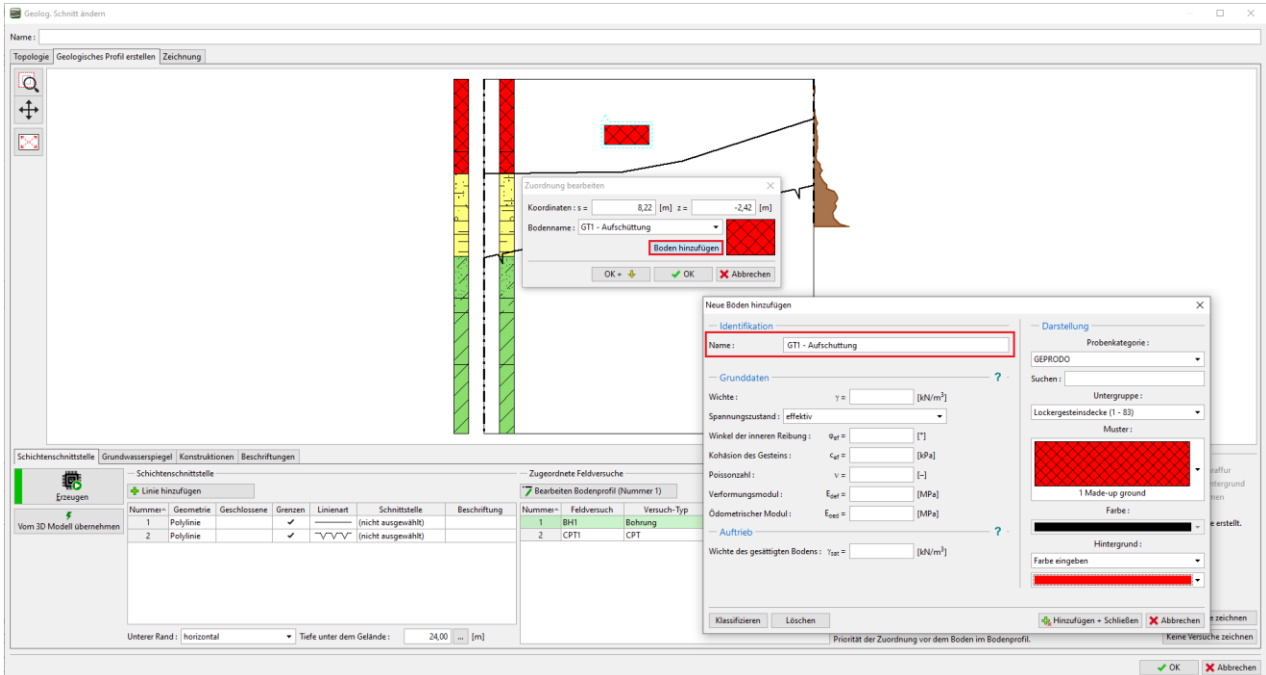 Geolog. Schnitt ändern
Name :
Topologie Geologisches Profil erstellen Zeichnung
Zuordnung bearbeiten
Koordinaten : s = 8,22 [m] z = -2,42 [m]
Bodenname : GT1 - Aufschüttung
Boden hinzufügen
OK + OK Abbrechen
Neue Böden hinzufügen
Identifikation
Name : GT1 - Aufschuttung
Grunddaten ?
Wichte : γ = [kN/m³]
Spannungszustand : effektiv
Winkel der inneren Reibung : φef = [°]
Kohäsion des Gesteins : cef = [kPa]
Poissonzahl : ν = [–]
Verformungsmodul : Edef = [MPa]
Ödometrischer Modul : Eoed = [MPa]
Auftrieb ?
Wichte des gesättigten Bodens : γsat = [kN/m³]
Klassifizieren Löschen
Darstellung
Probenkategorie :
GEPRODO
Suchen :
Untergruppe :
Lockergesteinsdecke (1 - 83)
Muster :
1 Made-up ground
Farbe :
Hintergrund :
Farbe eingeben
Hinzufügen + Schließen Abbrechen
Schichtenschnittstelle Grundwasserspiegel Konstruktionen Beschriftungen
Erzeugen
Vom 3D Modell übernehmen
Schichtenschnittstelle
Linie hinzufügen
Nummer Geometrie Geschlossene Grenzen Linienart Schnittstelle Beschriftung
1 Polylinie (nicht ausgewählt)
2 Polylinie (nicht ausgewählt)
Unterer Rand : horizontal Tiefe unter dem Gelände : 24,00 ... [m]
Zugeordnete Feldversuche
Bearbeiten Bodenprofil (Nummer 1)
Nummer Feldversuch Versuch-Typ
1 BH1 Bohrung
2 CPT1 CPT
e erstellt.
Priorität der Zuordnung vor dem Boden im Bodenprofil.
e zeichnen
Keine Versuche zeichnen
OK Abbrechen